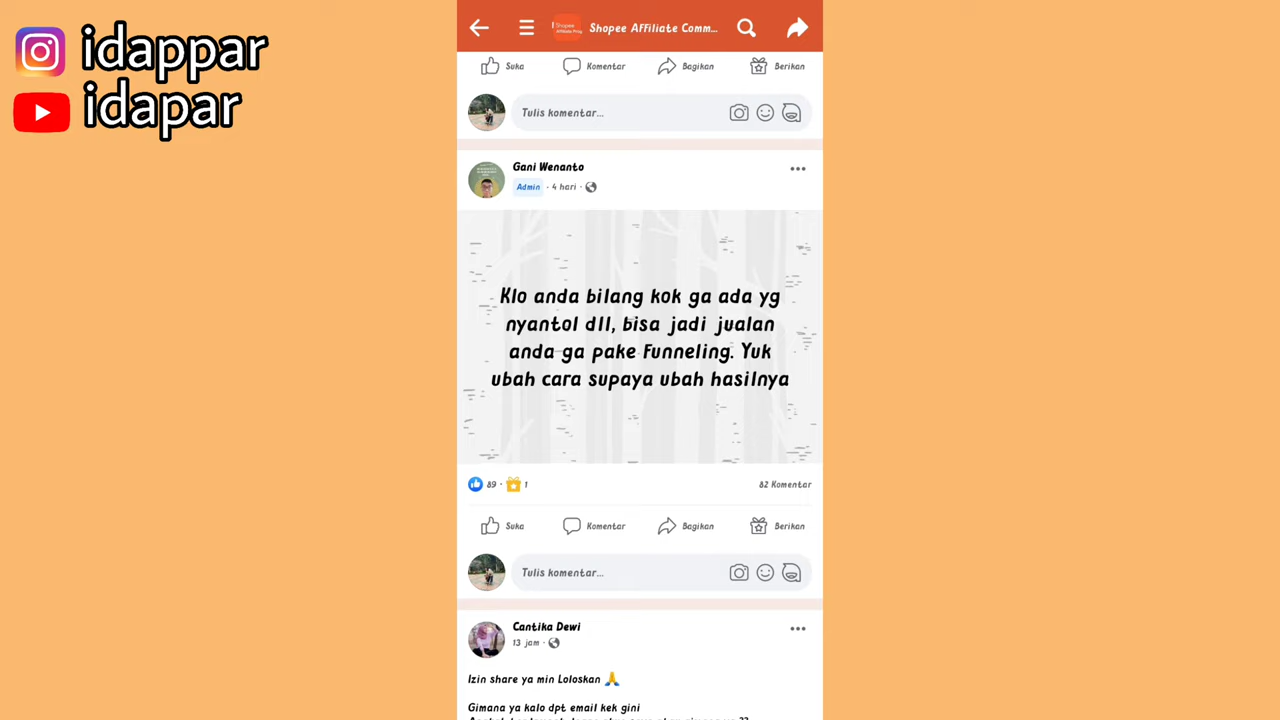 idappar
idapar
Shopee Affiliate Comm...
Suka
Komentar
Bagikan
Berikan
Tulis komentar...
Gani Wenanto
Admin · 4 hari ·
Klo anda bilang kok ga ada yg
nyantol dll, bisa jadi jualan
anda ga pake Funneling. Yuk
ubah cara supaya ubah hasilnya
89 · 1
82 Komentar
Suka
Komentar
Bagikan
Berikan
Tulis komentar...
Cantika Dewi
13 jam ·
Izin share ya min Loloskan 🙏
Gimana ya kalo dpt email kek gini